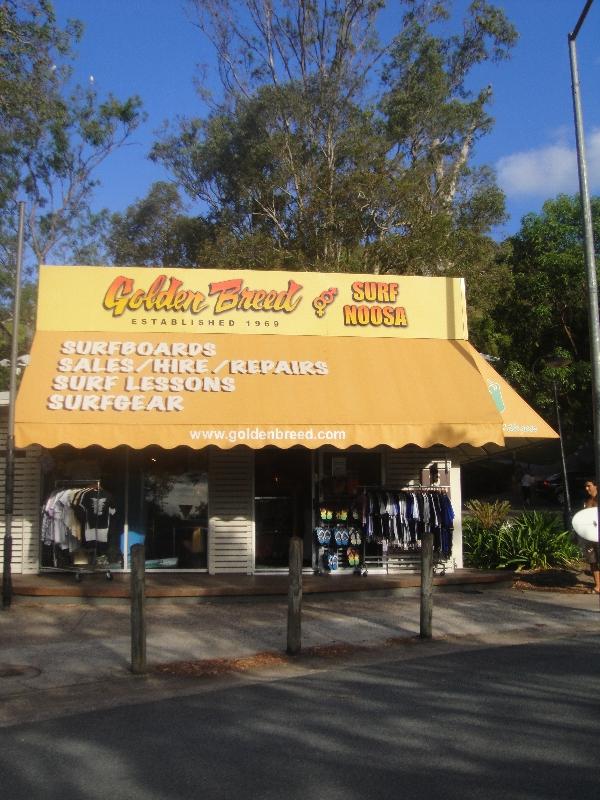 Golden Breed
ESTABLISHED 1969
SURF
NOOSA
SURFBOARDS
SALES/HIRE/REPAIRS
SURF LESSONS
SURFGEAR
www.goldenbreed.com